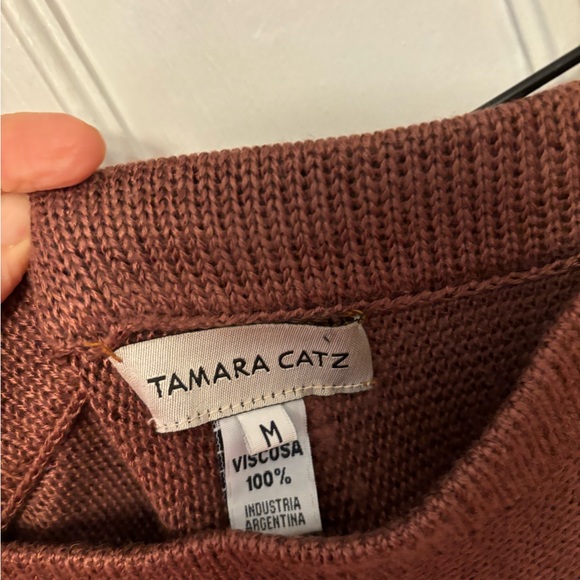 TAMARA CATZ
M
VISCOSA
100%
INDUSTRIA
ARGENTINA